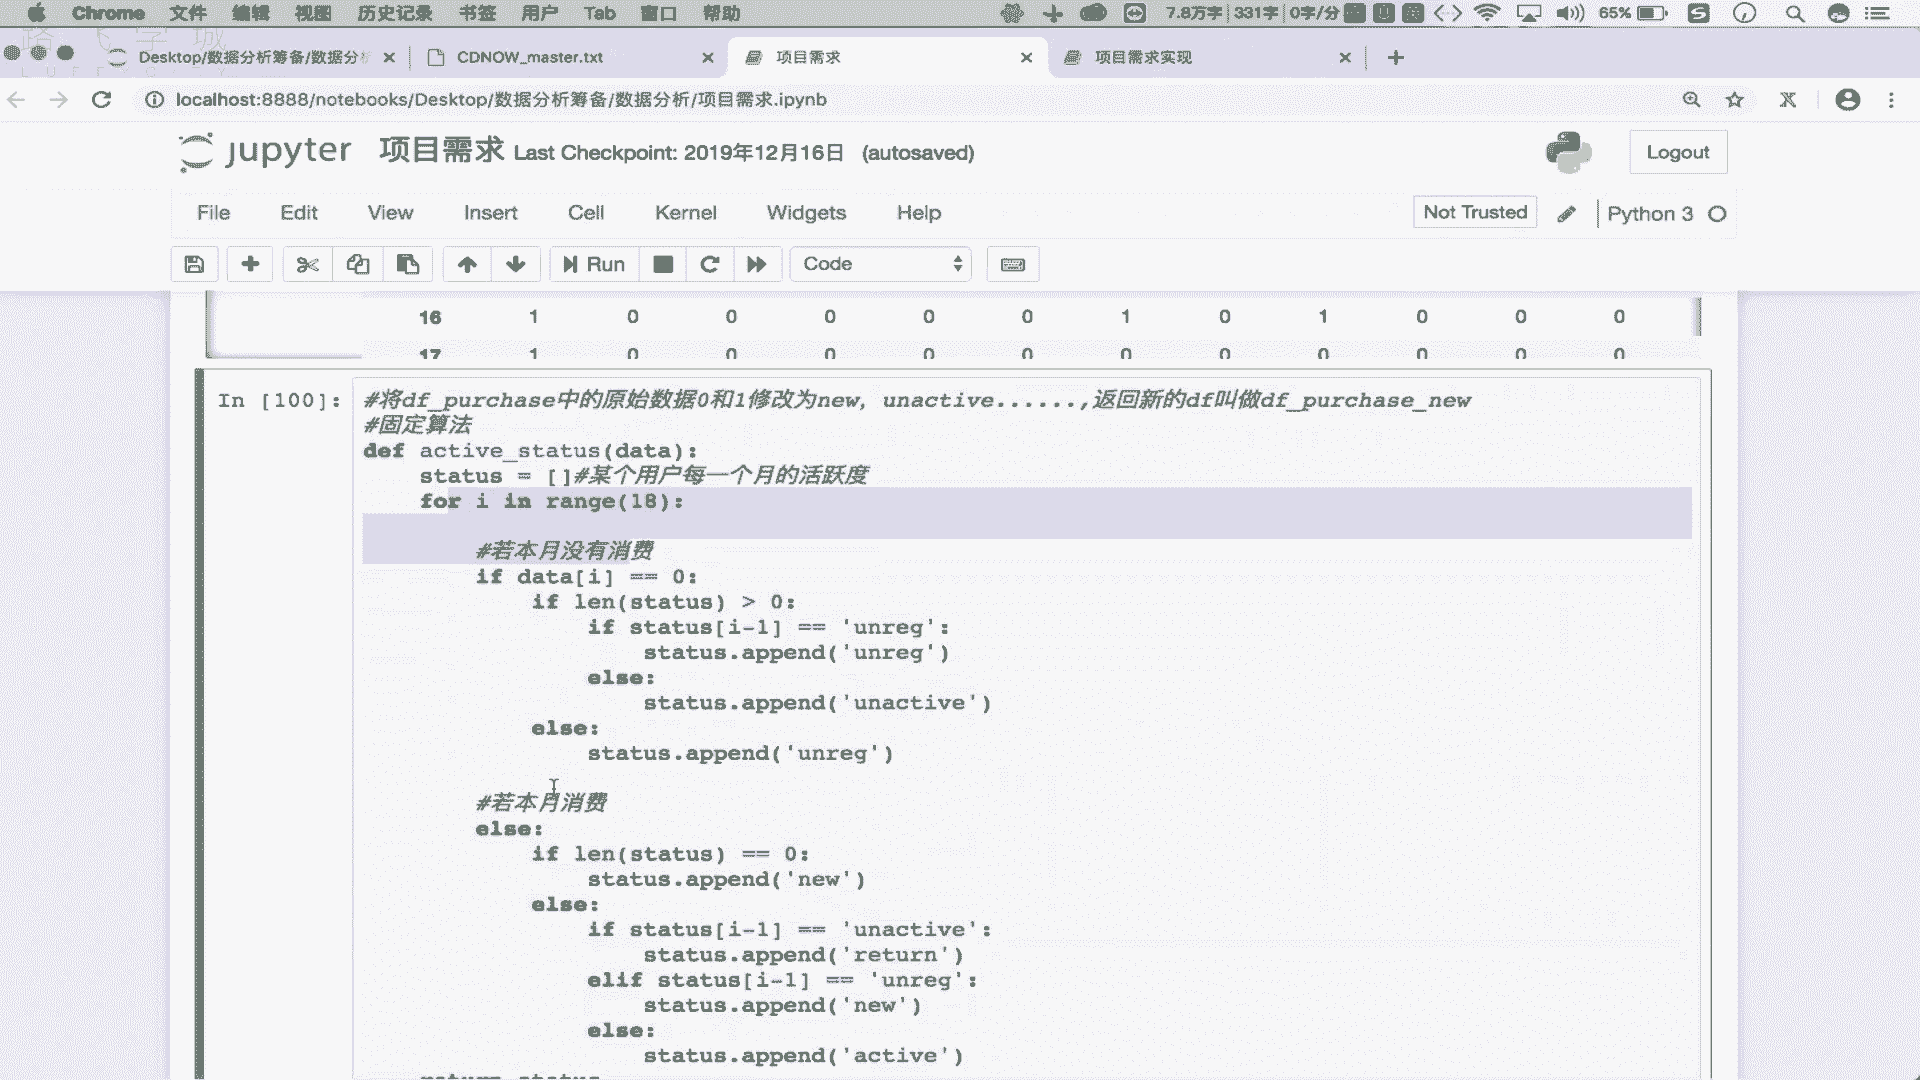 Chrome 文件 编辑 视图 历史记录 书签 用户 Tab 窗口 帮助 7.8万字 331字 0字/分 65%
Desktop/数据分析筹备/数据分析 CDNOW_master.txt 项目需求 项目需求实现
localhost:8888/notebooks/Desktop/数据分析筹备/数据分析/项目需求.ipynb
jupyter 项目需求 Last Checkpoint: 2019年12月16日 (autosaved) Logout
File Edit View Insert Cell Kernel Widgets Help Not Trusted Python 3
Run Code
16 1 0 0 0 0 0 1 0 1 0 0 0
17 1 0 0 0 0 0 0 0 0 0 0 0
In [100]: #将df_purchase中的原始数据0和1修改为new, unactive......,返回新的df叫做df_purchase_new
#固定算法
def active_status(data):
status = []#某个用户每一个月的活跃度
for i in range(18):
#若本月没有消费
if data[i] == 0:
if len(status) > 0:
if status[i-1] == 'unreg':
status.append('unreg')
else:
status.append('unactive')
else:
status.append('unreg')
#若本月消费
else:
if len(status) == 0:
status.append('new')
else:
if status[i-1] == 'unactive':
status.append('return')
elif status[i-1] == 'unreg':
status.append('new')
else:
status.append('active')
return status